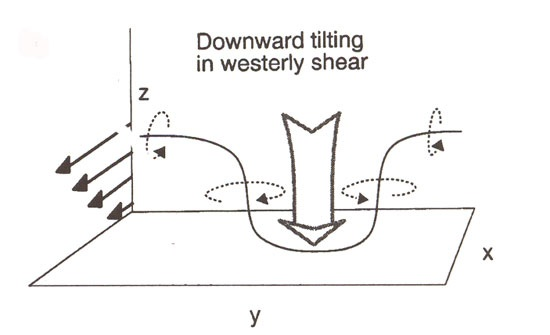 Downward tilting
in westerly shear
z
x
y